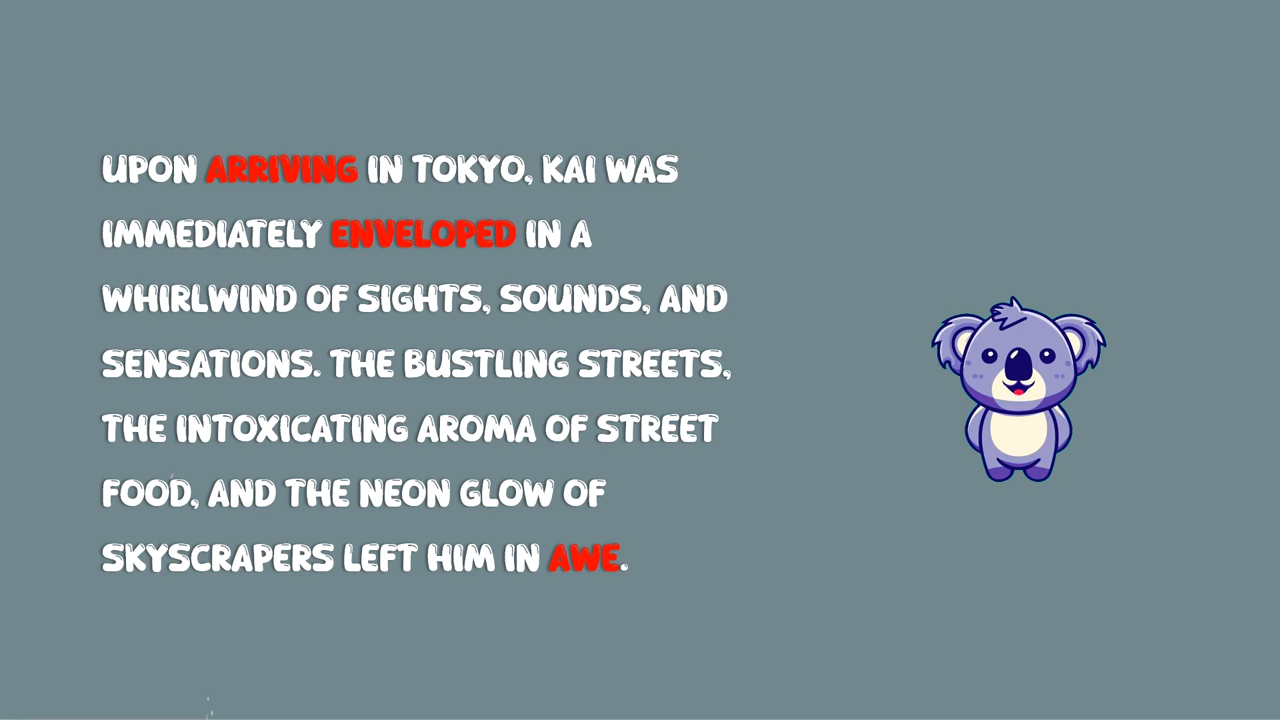 UPON ARRIVING IN TOKYO, KAI WAS
IMMEDIATELY ENVELOPED IN A
WHIRLWIND OF SIGHTS, SOUNDS, AND
SENSATIONS. THE BUSTLING STREETS,
THE INTOXICATING AROMA OF STREET
FOOD, AND THE NEON GLOW OF
SKYSCRAPERS LEFT HIM IN AWE.